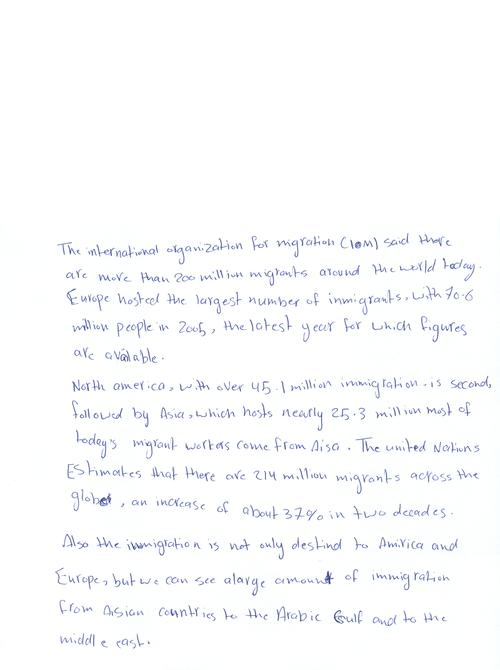 The international organization for migration (IOM) said there
are more than 200 million migrants around the world today.
Europe hosted the largest number of immigrants, with 70.6
million people in 2005, the latest year for which figures
are available.
North america, with over 45.1 million immigration. is second,
followed by Asia, which hosts nearly 25.3 million most of
today's migrant workers come from Aisa. The united Nations
Estimates that there are 214 million migrants across the
globe, an increase of about 37% in two decades.
Also the immigration is not only destind to Amirica and
Europe, but we can see alarge amount of immigration
from Aisian countries to the Arabic Gulf and to the
middle east.